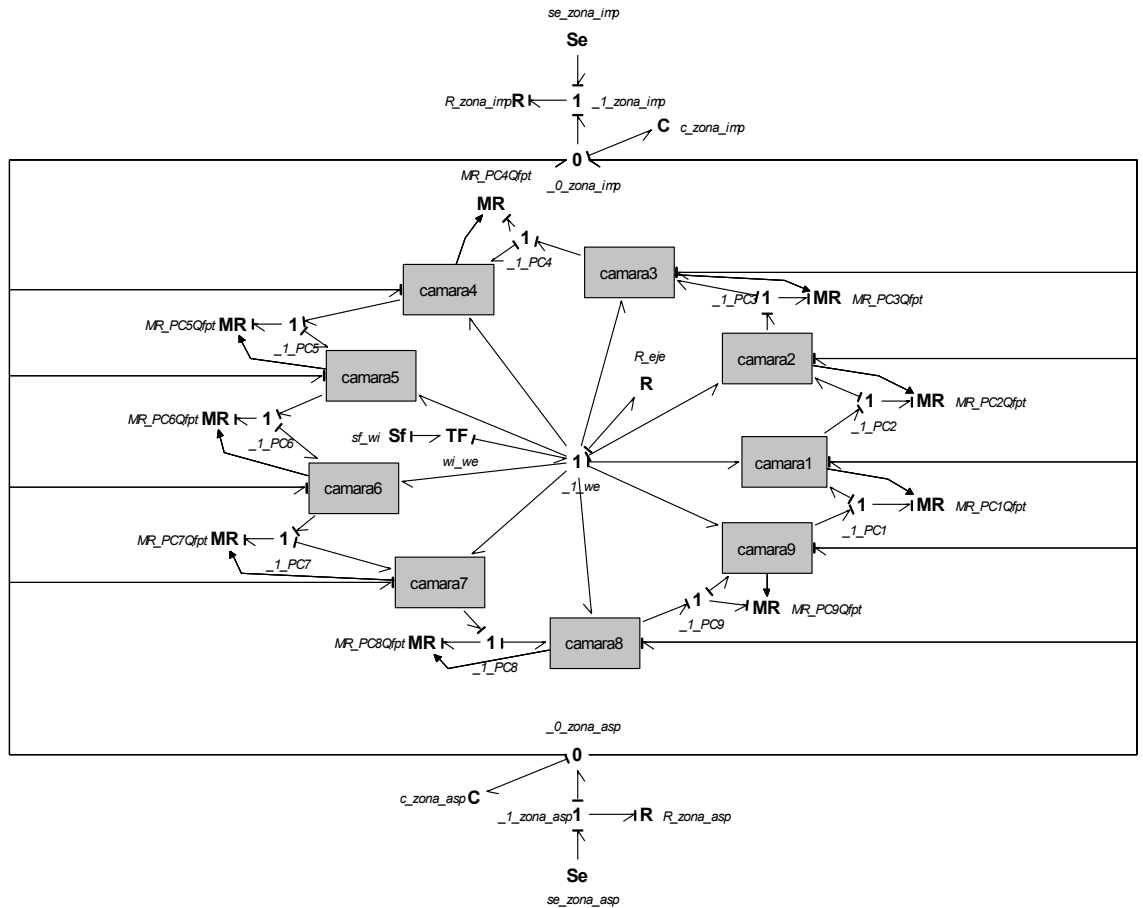 se_zona_imp
Se
R_zona_imp R 1 _1_zona_imp
C c_zona_imp
0
_0_zona_imp
MR_PC4Qfpt
MR
1
_1_PC4
camara3
camara4
_1_PC3 1 MR MR_PC3Qfpt
MR_PC5Qfpt MR 1
_1_PC5
camara2
R_eje
R
camara5
1 MR MR_PC2Qfpt
_1_PC2
MR_PC6Qfpt MR 1
_1_PC6
sf_wi Sf TF
wi_we
1
_1_we
camara1
camara6
1 MR MR_PC1Qfpt
_1_PC1
MR_PC7Qfpt MR 1
_1_PC7
camara9
camara7
1 MR MR_PC9Qfpt
_1_PC9
MR_PC8Qfpt MR 1
_1_PC8
camara8
_0_zona_asp
0
c_zona_asp C
_1_zona_asp 1 R R_zona_asp
Se
se_zona_asp